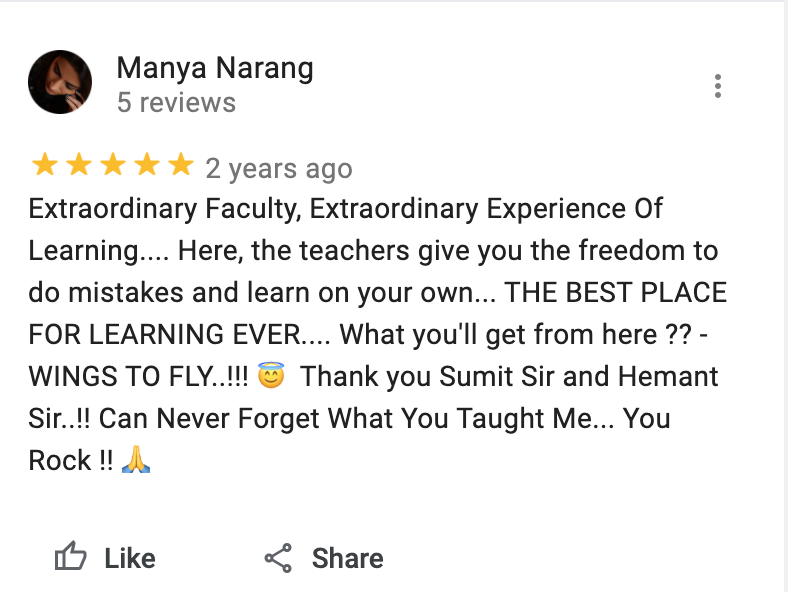 Manya Narang
5 reviews
2 years ago
Extraordinary Faculty, Extraordinary Experience Of
Learning.... Here, the teachers give you the freedom to
do mistakes and learn on your own... THE BEST PLACE
FOR LEARNING EVER.... What you'll get from here ?? -
WINGS TO FLY..!!! 😇 Thank you Sumit Sir and Hemant
Sir..!! Can Never Forget What You Taught Me... You
Rock !! 🙏
Like Share